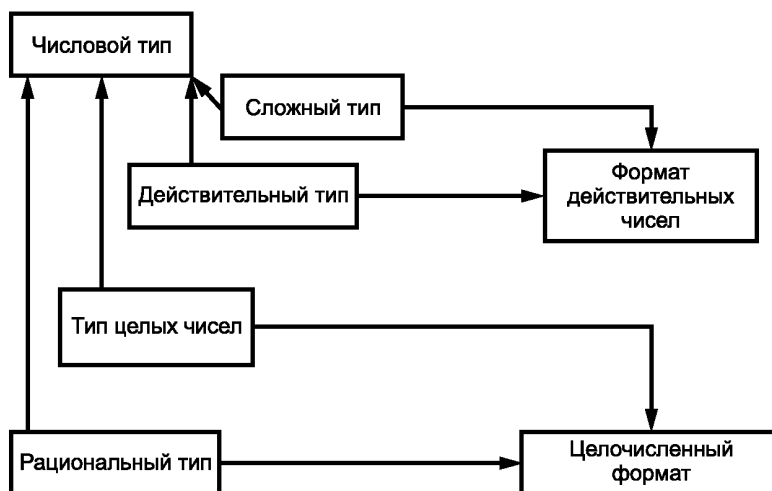 Числовой тип
Сложный тип
Формат
действительных
чисел
Действительный тип
Тип целых чисел
Рациональный тип
Целочисленный
формат